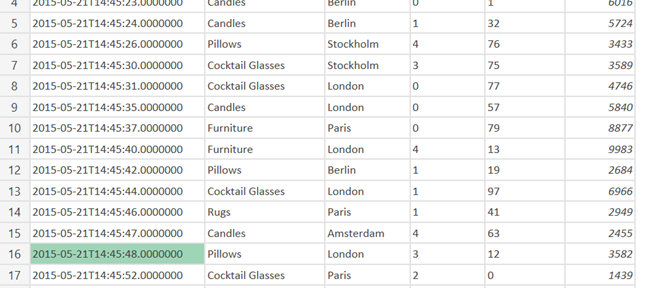 4 2015-05-21T14:45:23.0000000 Candles Berlin 0 1 6016
5 2015-05-21T14:45:24.0000000 Candles Berlin 1 32 5724
6 2015-05-21T14:45:26.0000000 Pillows Stockholm 4 76 3433
7 2015-05-21T14:45:30.0000000 Cocktail Glasses Stockholm 3 75 3589
8 2015-05-21T14:45:31.0000000 Cocktail Glasses London 0 77 4746
9 2015-05-21T14:45:35.0000000 Candles London 0 57 5840
10 2015-05-21T14:45:37.0000000 Furniture Paris 0 79 8877
11 2015-05-21T14:45:40.0000000 Furniture London 4 13 9983
12 2015-05-21T14:45:42.0000000 Pillows Berlin 1 19 2684
13 2015-05-21T14:45:44.0000000 Cocktail Glasses London 1 97 6966
14 2015-05-21T14:45:46.0000000 Rugs Paris 1 41 2949
15 2015-05-21T14:45:47.0000000 Candles Amsterdam 4 63 2455
16 2015-05-21T14:45:48.0000000 Pillows London 3 12 3582
17 2015-05-21T14:45:52.0000000 Cocktail Glasses Paris 2 0 1439